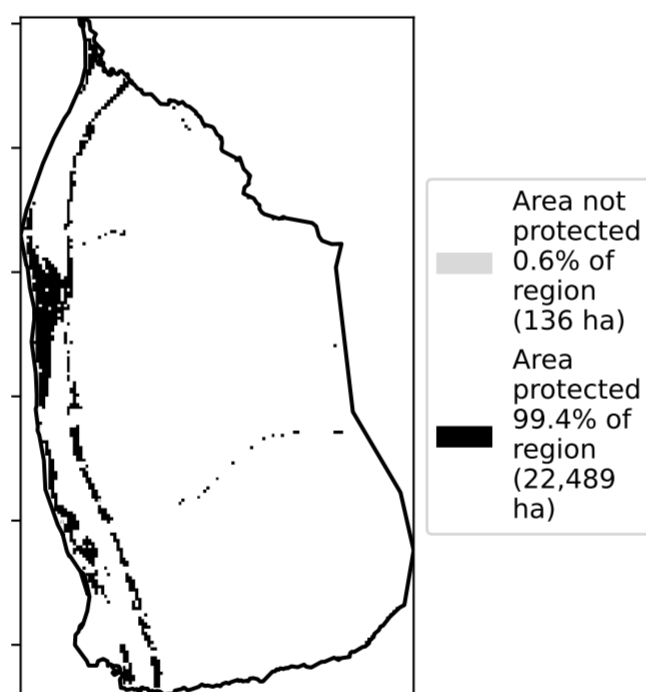 Area not
protected
0.6% of
region
(136 ha)
Area
protected
99.4% of
region
(22,489
ha)